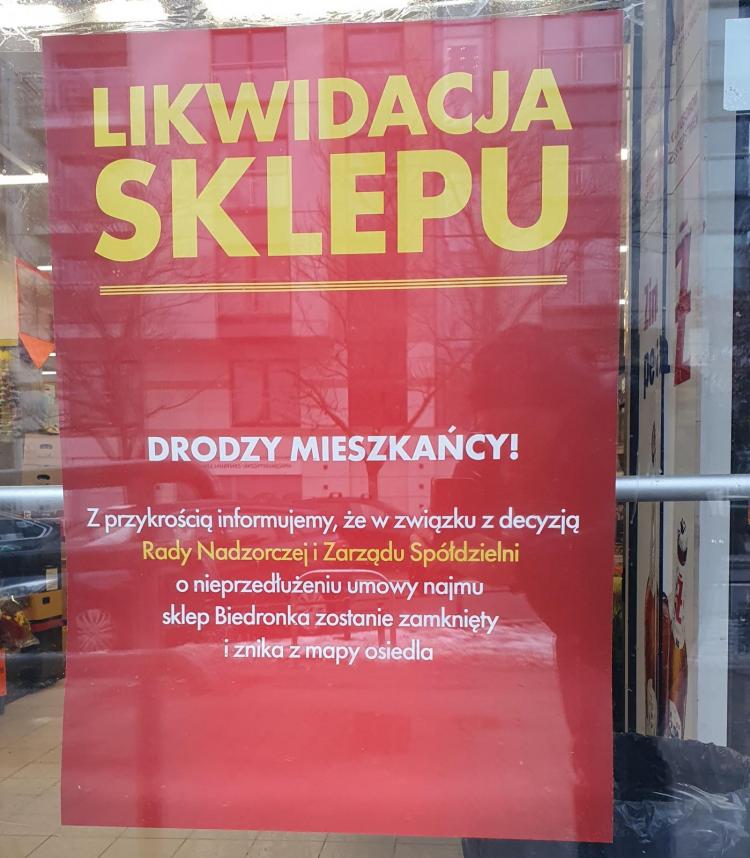 LIKWIDACJA
SKLEPU
DRODZY MIESZKAŃCY!
Z przykrością informujemy, że w związku z decyzją
Rady Nadzorczej i Zarządu Spółdzielni
o nieprzedłużeniu umowy najmu
sklep Biedronka zostanie zamknięty
i znika z mapy osiedla